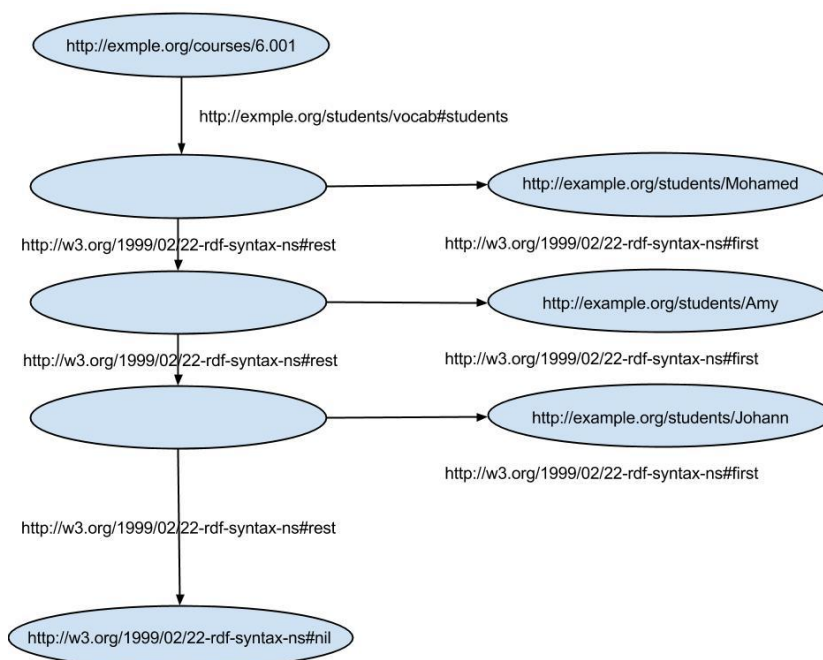 http://exmple.org/courses/6.001
http://exmple.org/students/vocab#students
http://example.org/students/Mohamed
http://w3.org/1999/02/22-rdf-syntax-ns#rest
http://w3.org/1999/02/22-rdf-syntax-ns#first
http://example.org/students/Amy
http://w3.org/1999/02/22-rdf-syntax-ns#rest
http://w3.org/1999/02/22-rdf-syntax-ns#first
http://example.org/students/Johann
http://w3.org/1999/02/22-rdf-syntax-ns#first
http://w3.org/1999/02/22-rdf-syntax-ns#rest
http://w3.org/1999/02/22-rdf-syntax-ns#nil